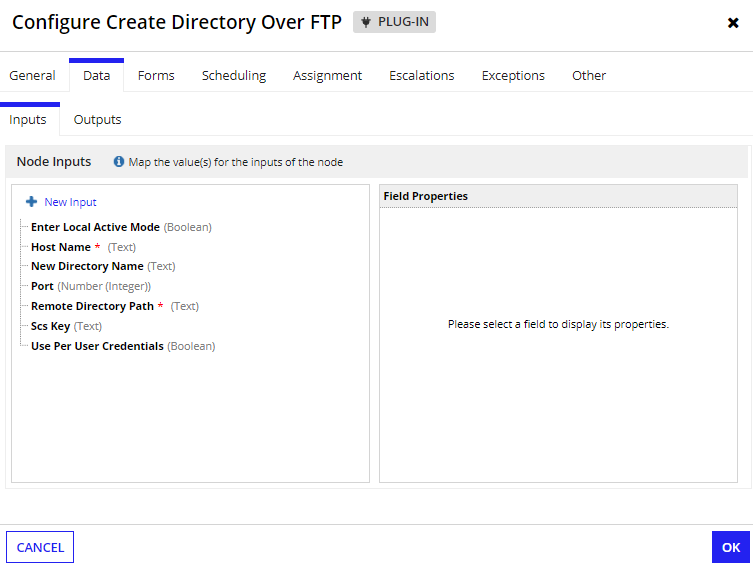 Configure Create Directory Over FTP PLUG-IN
General Data Forms Scheduling Assignment Escalations Exceptions Other
Inputs Outputs
Node Inputs Map the value(s) for the inputs of the node
New Input
Enter Local Active Mode (Boolean)
Host Name * (Text)
New Directory Name (Text)
Port (Number (Integer))
Remote Directory Path * (Text)
Scs Key (Text)
Use Per User Credentials (Boolean)
Field Properties
Please select a field to display its properties.
CANCEL OK